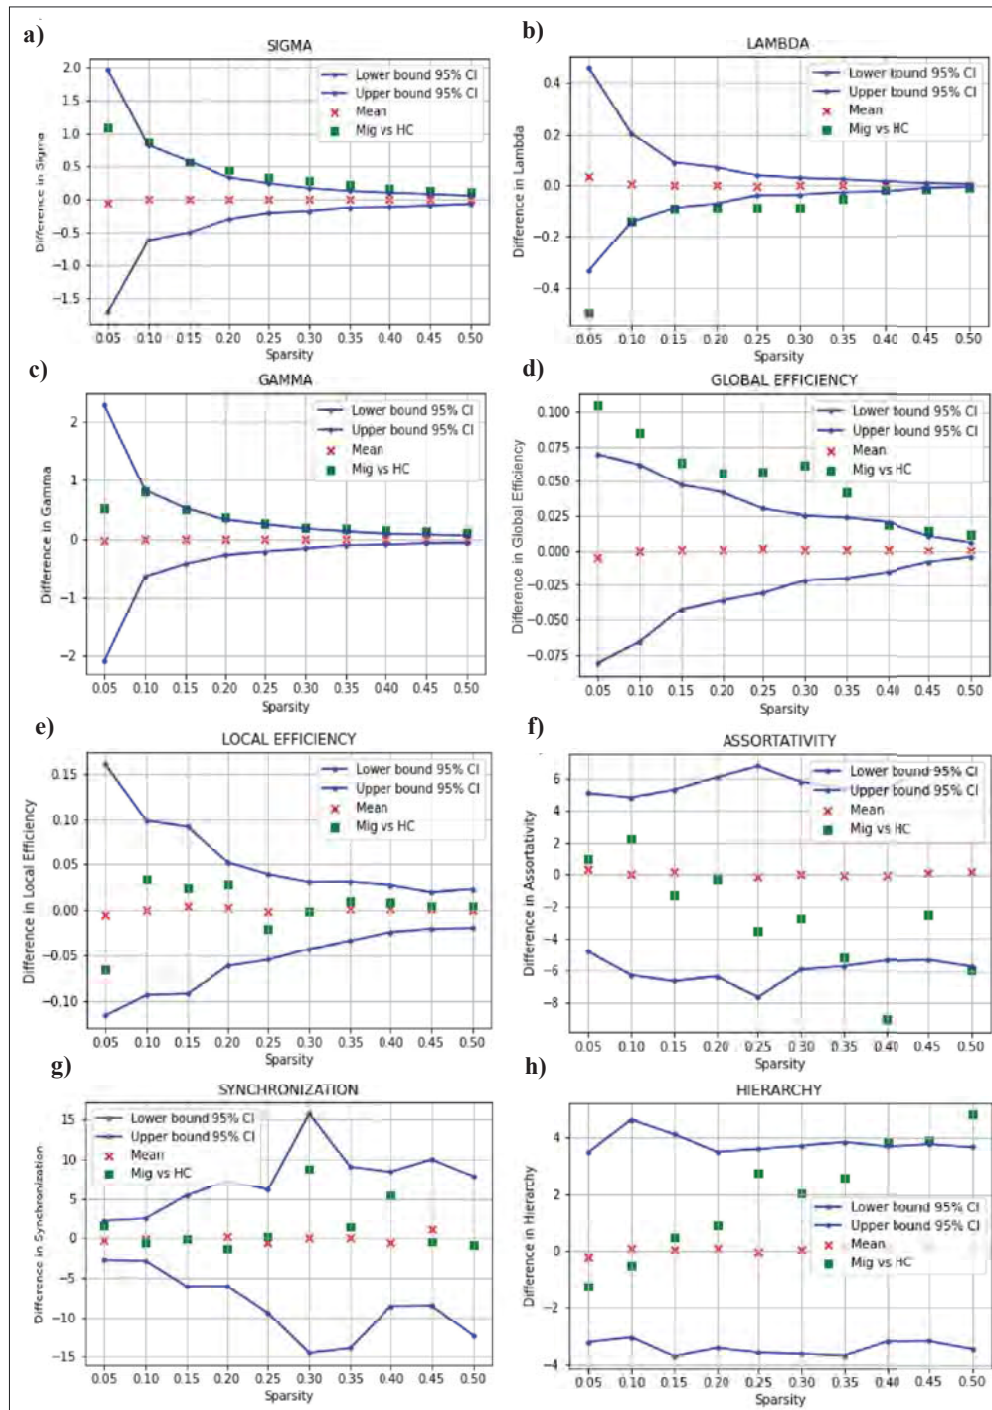 a)
SIGMA
2.0
1.5
1.0
0.5
0.0
−0.5
−1.0
−1.5
Difference in Sigma
Lower bound 95% CI
Upper bound 95% CI
Mean
Mig vs HC
0.05 0.10 0.15 0.20 0.25 0.30 0.35 0.40 0.45 0.50
Sparsity
b)
LAMBDA
0.4
0.2
0.0
−0.2
−0.4
Difference in Lambda
Lower bound 95% CI
Upper bound 95% CI
Mean
Mig vs HC
0.05 0.10 0.15 0.20 0.25 0.30 0.35 0.40 0.45 0.50
Sparsity
c)
GAMMA
2
1
0
−1
−2
Difference in Gamma
Lower bound 95% CI
Upper bound 95% CI
Mean
Mig vs HC
0.05 0.10 0.15 0.20 0.25 0.30 0.35 0.40 0.45 0.50
Sparsity
d)
GLOBAL EFFICIENCY
0.100
0.075
0.050
0.025
0.000
−0.025
−0.050
−0.075
Difference in Global Efficiency
Lower bound 95% CI
Upper bound 95% CI
Mean
Mig vs HC
0.05 0.10 0.15 0.20 0.25 0.30 0.35 0.40 0.45 0.50
Sparsity
e)
LOCAL EFFICIENCY
0.15
0.10
0.05
0.00
−0.05
−0.10
Difference in Local Efficiency
Lower bound 95% CI
Upper bound 95% CI
Mean
Mig vs HC
0.05 0.10 0.15 0.20 0.25 0.30 0.35 0.40 0.45 0.50
Sparsity
f)
ASSORTATIVITY
6
4
2
0
−2
−4
−6
−8
Difference in Assortativity
Lower bound 95% CI
Upper bound 95% CI
Mean
Mig vs HC
0.05 0.10 0.15 0.20 0.25 0.30 0.35 0.40 0.45 0.50
Sparsity
g)
SYNCHRONIZATION
15
10
5
0
−5
−10
−15
Difference in Synchronization
Lower bound 95% CI
Upper bound 95% CI
Mean
Mig vs HC
0.05 0.10 0.15 0.20 0.25 0.30 0.35 0.40 0.45 0.50
Sparsity
h)
HIERARCHY
4
2
0
−2
−4
Difference in Hierarchy
Lower bound 95% CI
Upper bound 95% CI
Mean
Mig vs HC
0.05 0.10 0.15 0.20 0.25 0.30 0.35 0.40 0.45 0.50
Sparsity